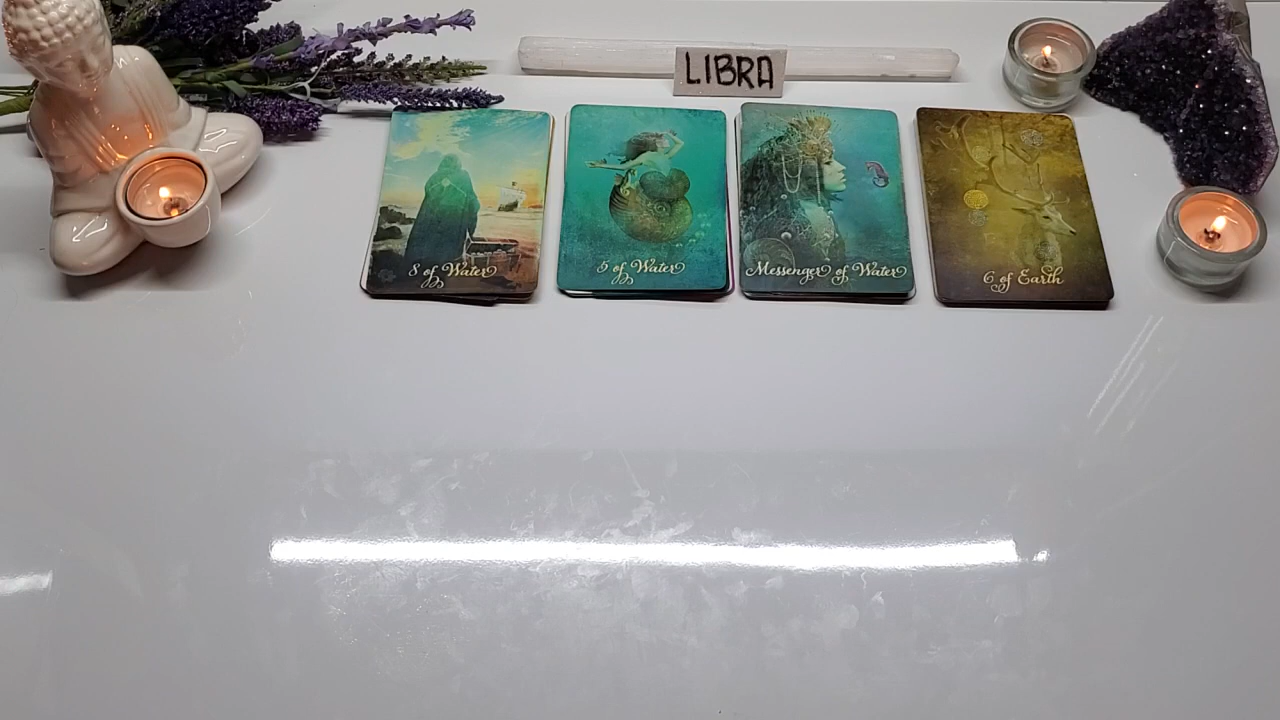 LIBRA
8 of Water
5 of Water
Messenger of Water
6 of Earth